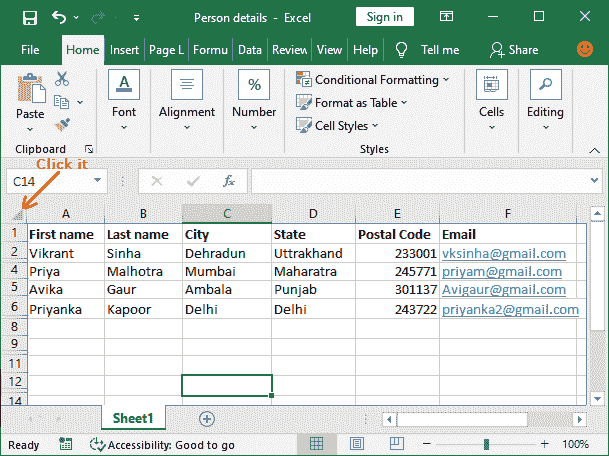 Person details - Excel
Sign in
File Home Insert Page L Formu Data Review View Help Tell me Share
Paste
Font
Alignment
Number
Conditional Formatting
Format as Table
Cell Styles
Cells
Editing
Clipboard
Styles
Click it
C14
fx
A B C D E F
1 First name Last name City State Postal Code Email
2 Vikrant Sinha Dehradun Uttrakhand 233001 vksinha@gmail.com
4 Priya Malhotra Mumbai Maharatra 245771 priyam@gmail.com
5 Avika Gaur Ambala Punjab 301137 Avigaur@gmail.com
6 Priyanka Kapoor Delhi Delhi 243722 priyanka2@gmail.com
8
9
11
12
14
Sheet1
Ready Accessibility: Good to go 100%